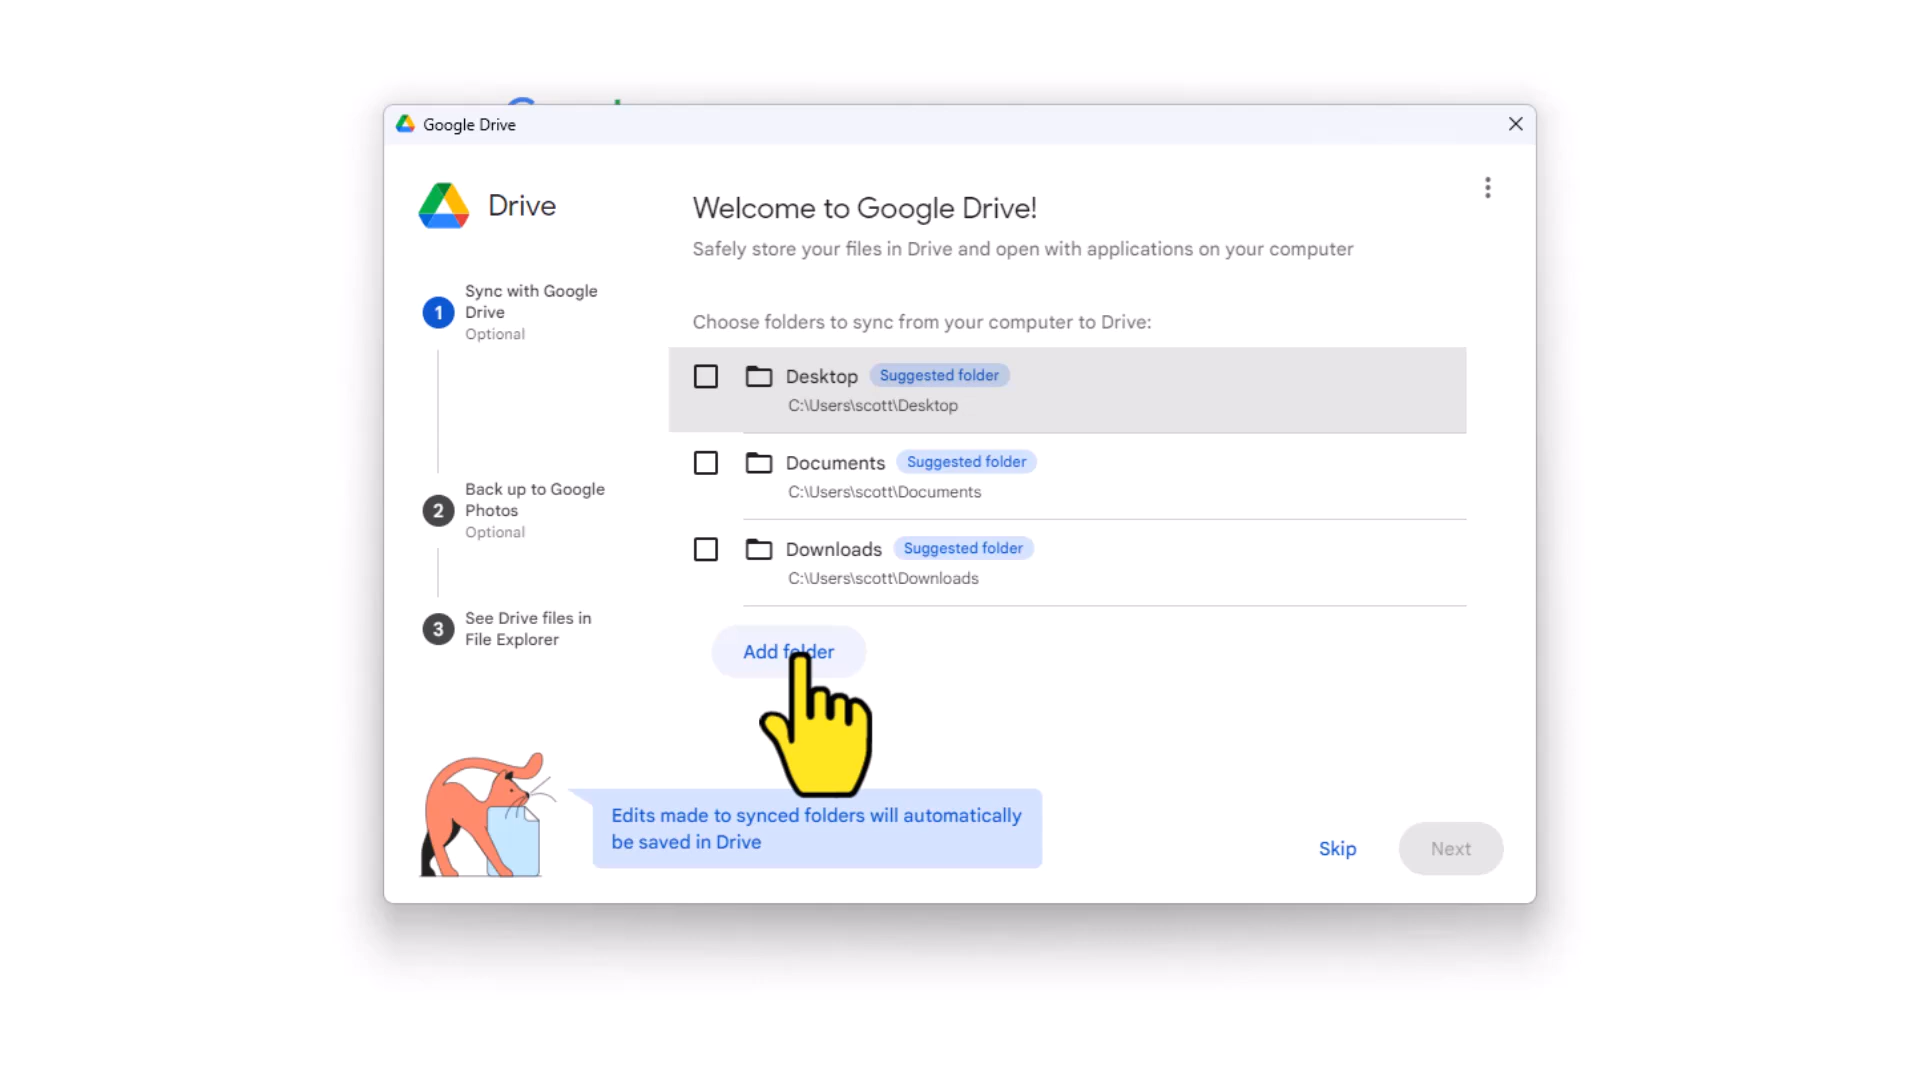 Google Drive
Drive
Welcome to Google Drive!
Safely store your files in Drive and open with applications on your computer
1
Sync with Google
Drive
Optional
2
Back up to Google
Photos
Optional
3
See Drive files in
File Explorer
Choose folders to sync from your computer to Drive:
Desktop Suggested folder
C:\Users\scott\Desktop
Documents Suggested folder
C:\Users\scott\Documents
Downloads Suggested folder
C:\Users\scott\Downloads
Add folder
Edits made to synced folders will automatically
be saved in Drive
Skip
Next